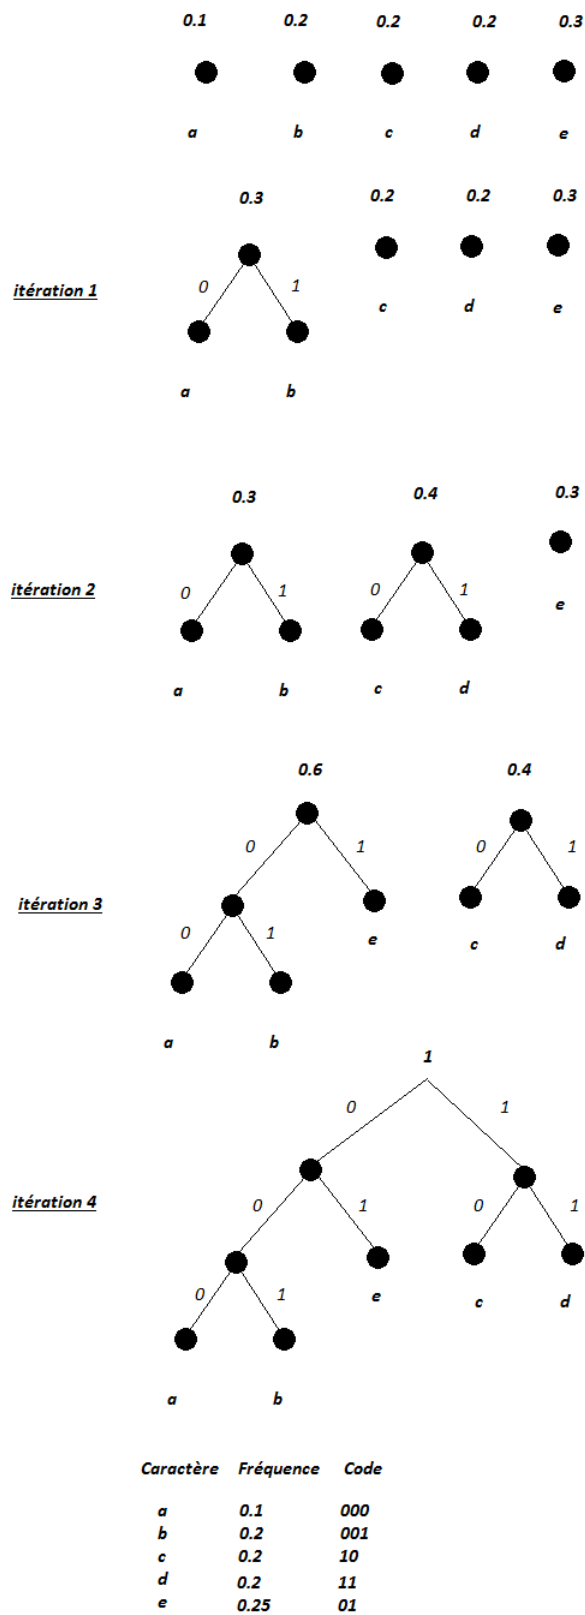 0.1 0.2 0.2 0.2 0.3
a b c d e
0.3 0.2 0.2 0.3
itération 1
0 1
c d e
a b
0.3 0.4 0.3
itération 2
0 1 0 1
e
a b c d
0.6 0.4
0 1 0 1
itération 3
0 1
e c d
a b
1
0 1
itération 4
0 1 0 1
0 1
e c d
a b
Caractère Fréquence Code
a 0.1 000
b 0.2 001
c 0.2 10
d 0.2 11
e 0.25 01